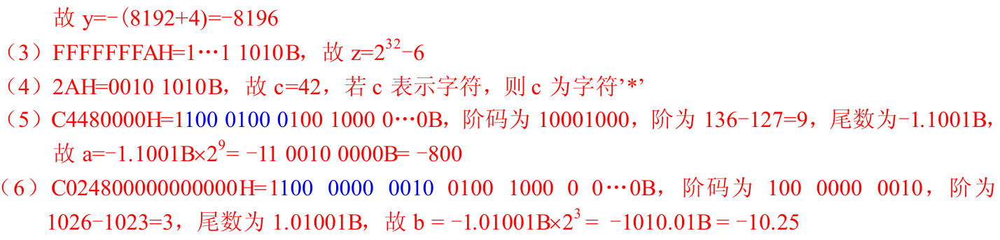 故 y=-(8192+4)=-8196
（3）FFFFFFFAH=1…1 1010B，故 z=2^32-6
（4）2AH=0010 1010B，故 c=42，若 c 表示字符，则 c 为字符’*’
（5）C4480000H=1100 0100 0100 1000 0…0B，阶码为 10001000，阶为 136-127=9，尾数为-1.1001B，
故 a=-1.1001B×2^9= -11 0010 0000B= -800
（6）C024800000000000H=1100 0000 0010 0100 1000 0 0…0B，阶码为 100 0000 0010，阶为
1026-1023=3，尾数为 1.01001B，故 b = -1.01001B×2^3 = -1010.01B = -10.25